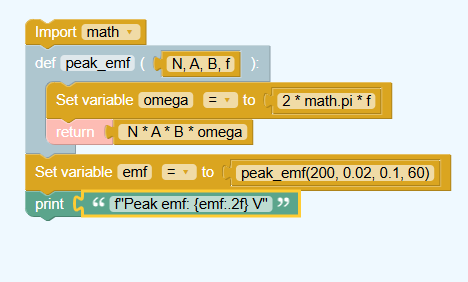 Import math
def peak_emf ( N, A, B, f ):
Set variable omega = to 2 * math.pi * f
return N * A * B * omega
Set variable emf = to peak_emf(200, 0.02, 0.1, 60)
print “ f"Peak emf: {emf:.2f} V" ”